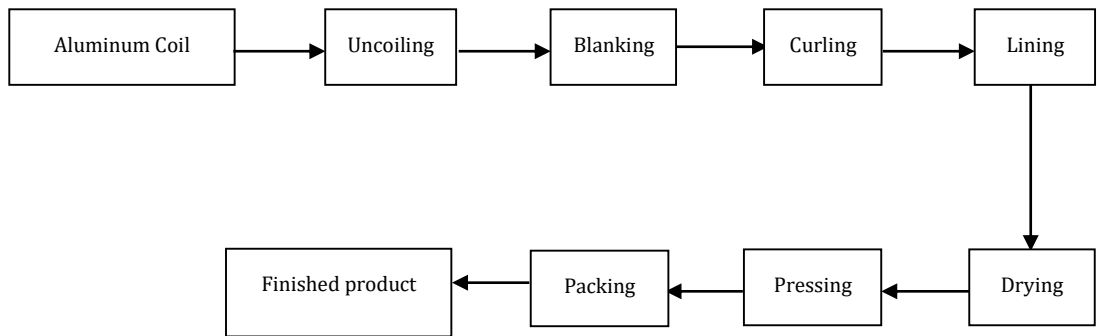 Aluminum Coil
Uncoiling
Blanking
Curling
Lining
Drying
Pressing
Packing
Finished product